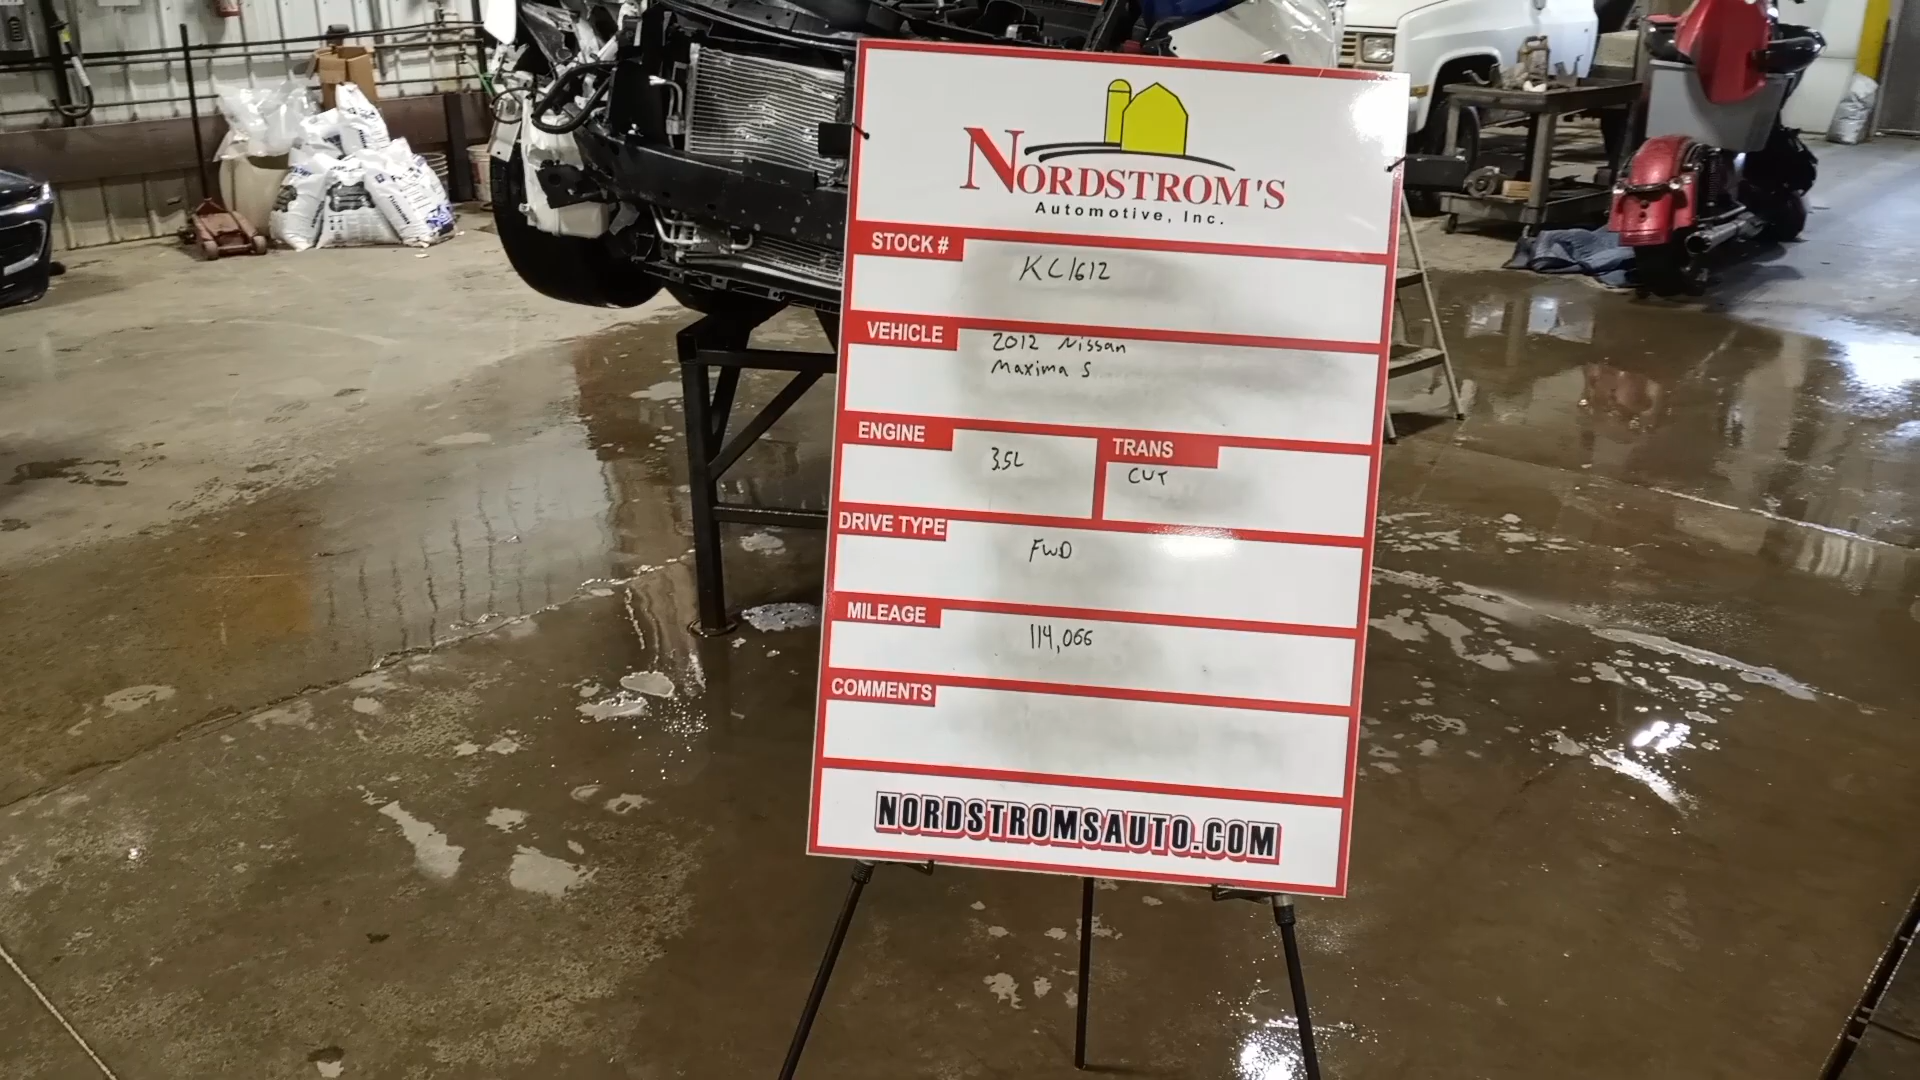 NORDSTROM'S
Automotive, Inc.
STOCK #
KC1612
VEHICLE
2012 Nissan
Maxima S
ENGINE
3.5L
TRANS
CVT
DRIVE TYPE
FWD
MILEAGE
114,066
COMMENTS
NORDSTROMSAUTO.COM